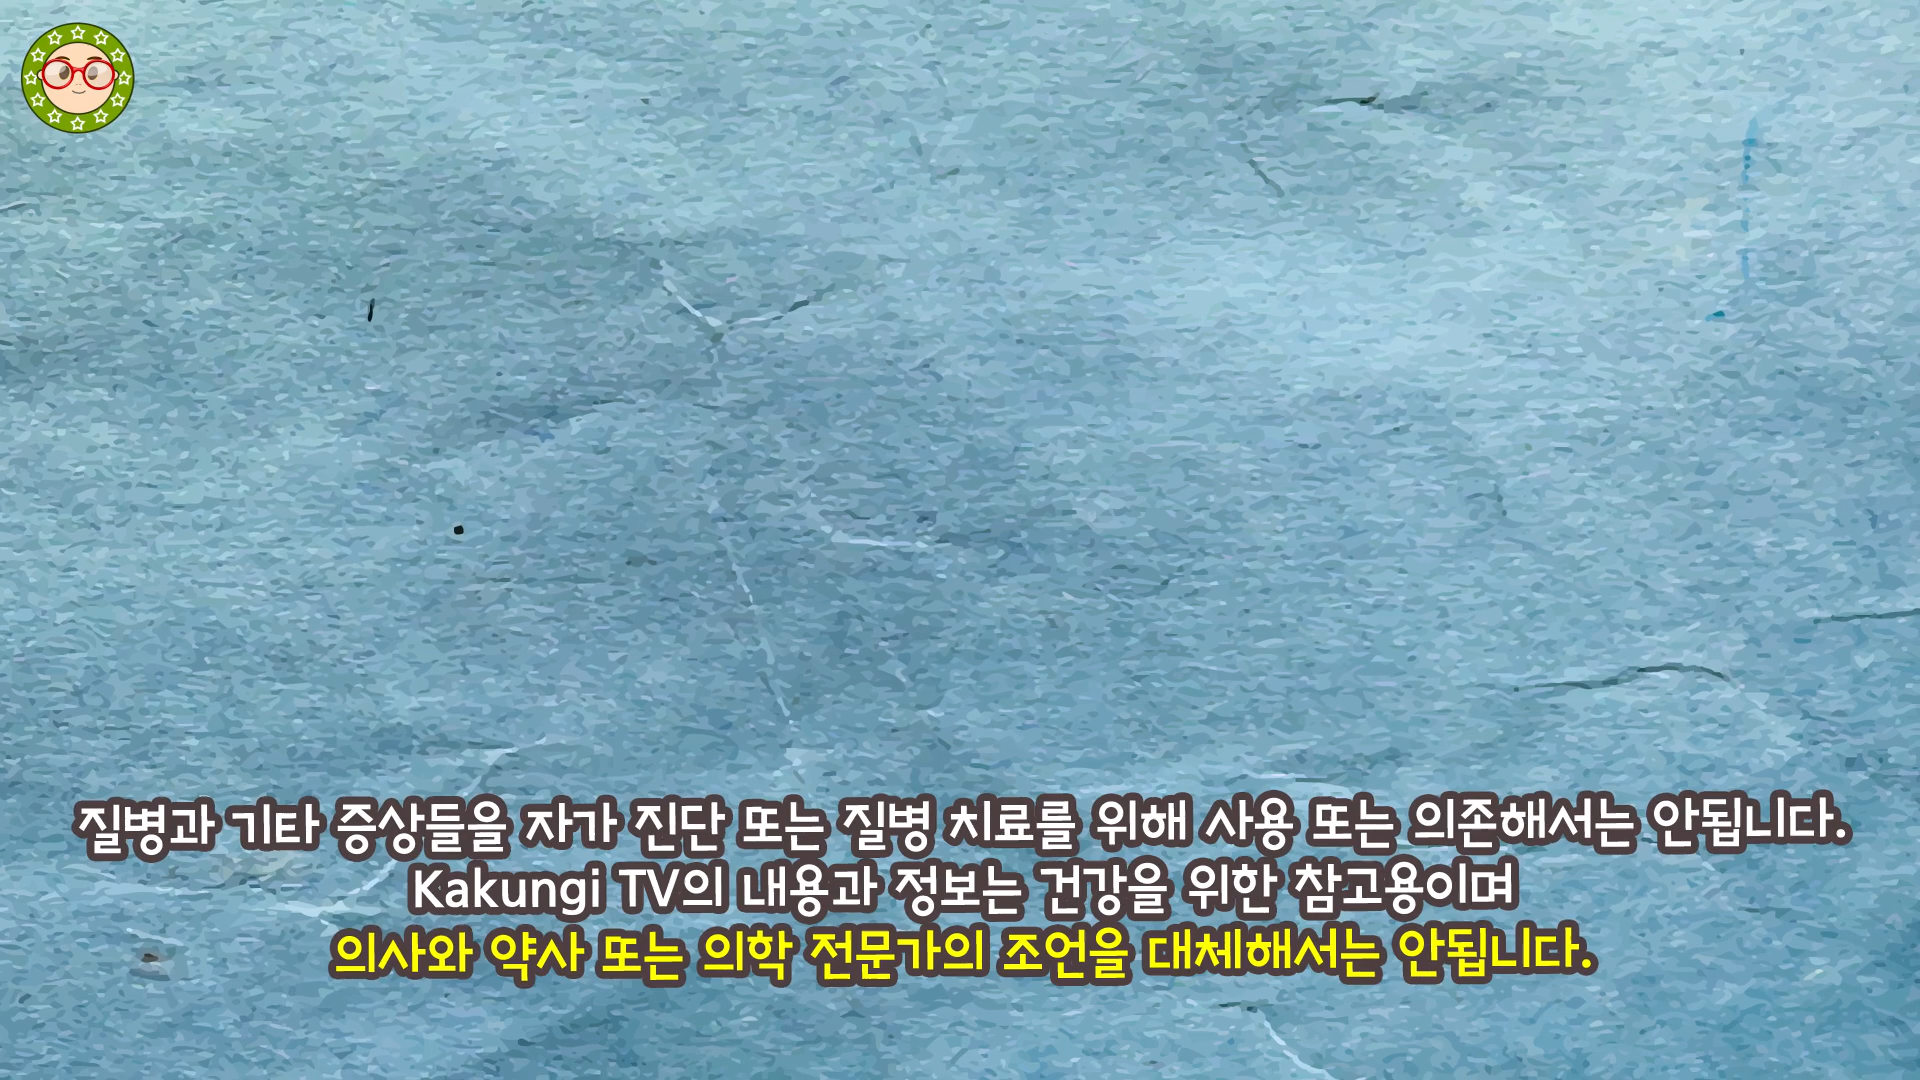 질병과 기타 증상들을 자가 진단 또는 질병 치료를 위해 사용 또는 의존해서는 안됩니다.
Kakungi TV의 내용과 정보는 건강을 위한 참고용이며
의사와 약사 또는 의학 전문가의 조언을 대체해서는 안됩니다.